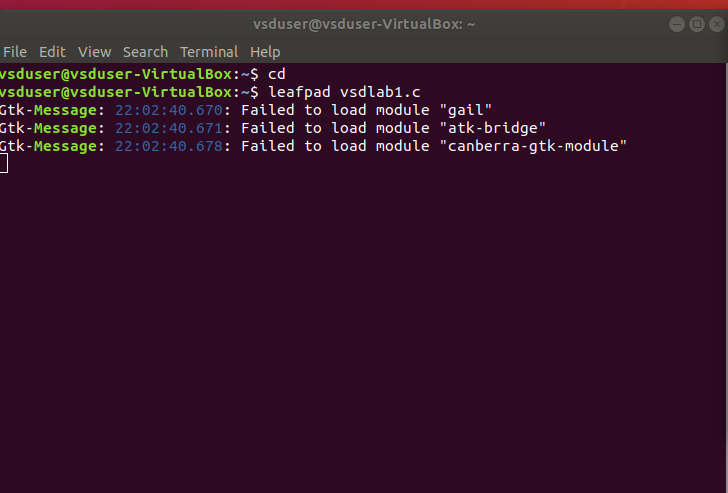 vsduser@vsduser-VirtualBox: ~
File Edit View Search Terminal Help
vsduser@vsduser-VirtualBox:~$ cd
vsduser@vsduser-VirtualBox:~$ leafpad vsdlab1.c
Gtk-Message: 22:02:40.670: Failed to load module "gail"
Gtk-Message: 22:02:40.671: Failed to load module "atk-bridge"
Gtk-Message: 22:02:40.678: Failed to load module "canberra-gtk-module"